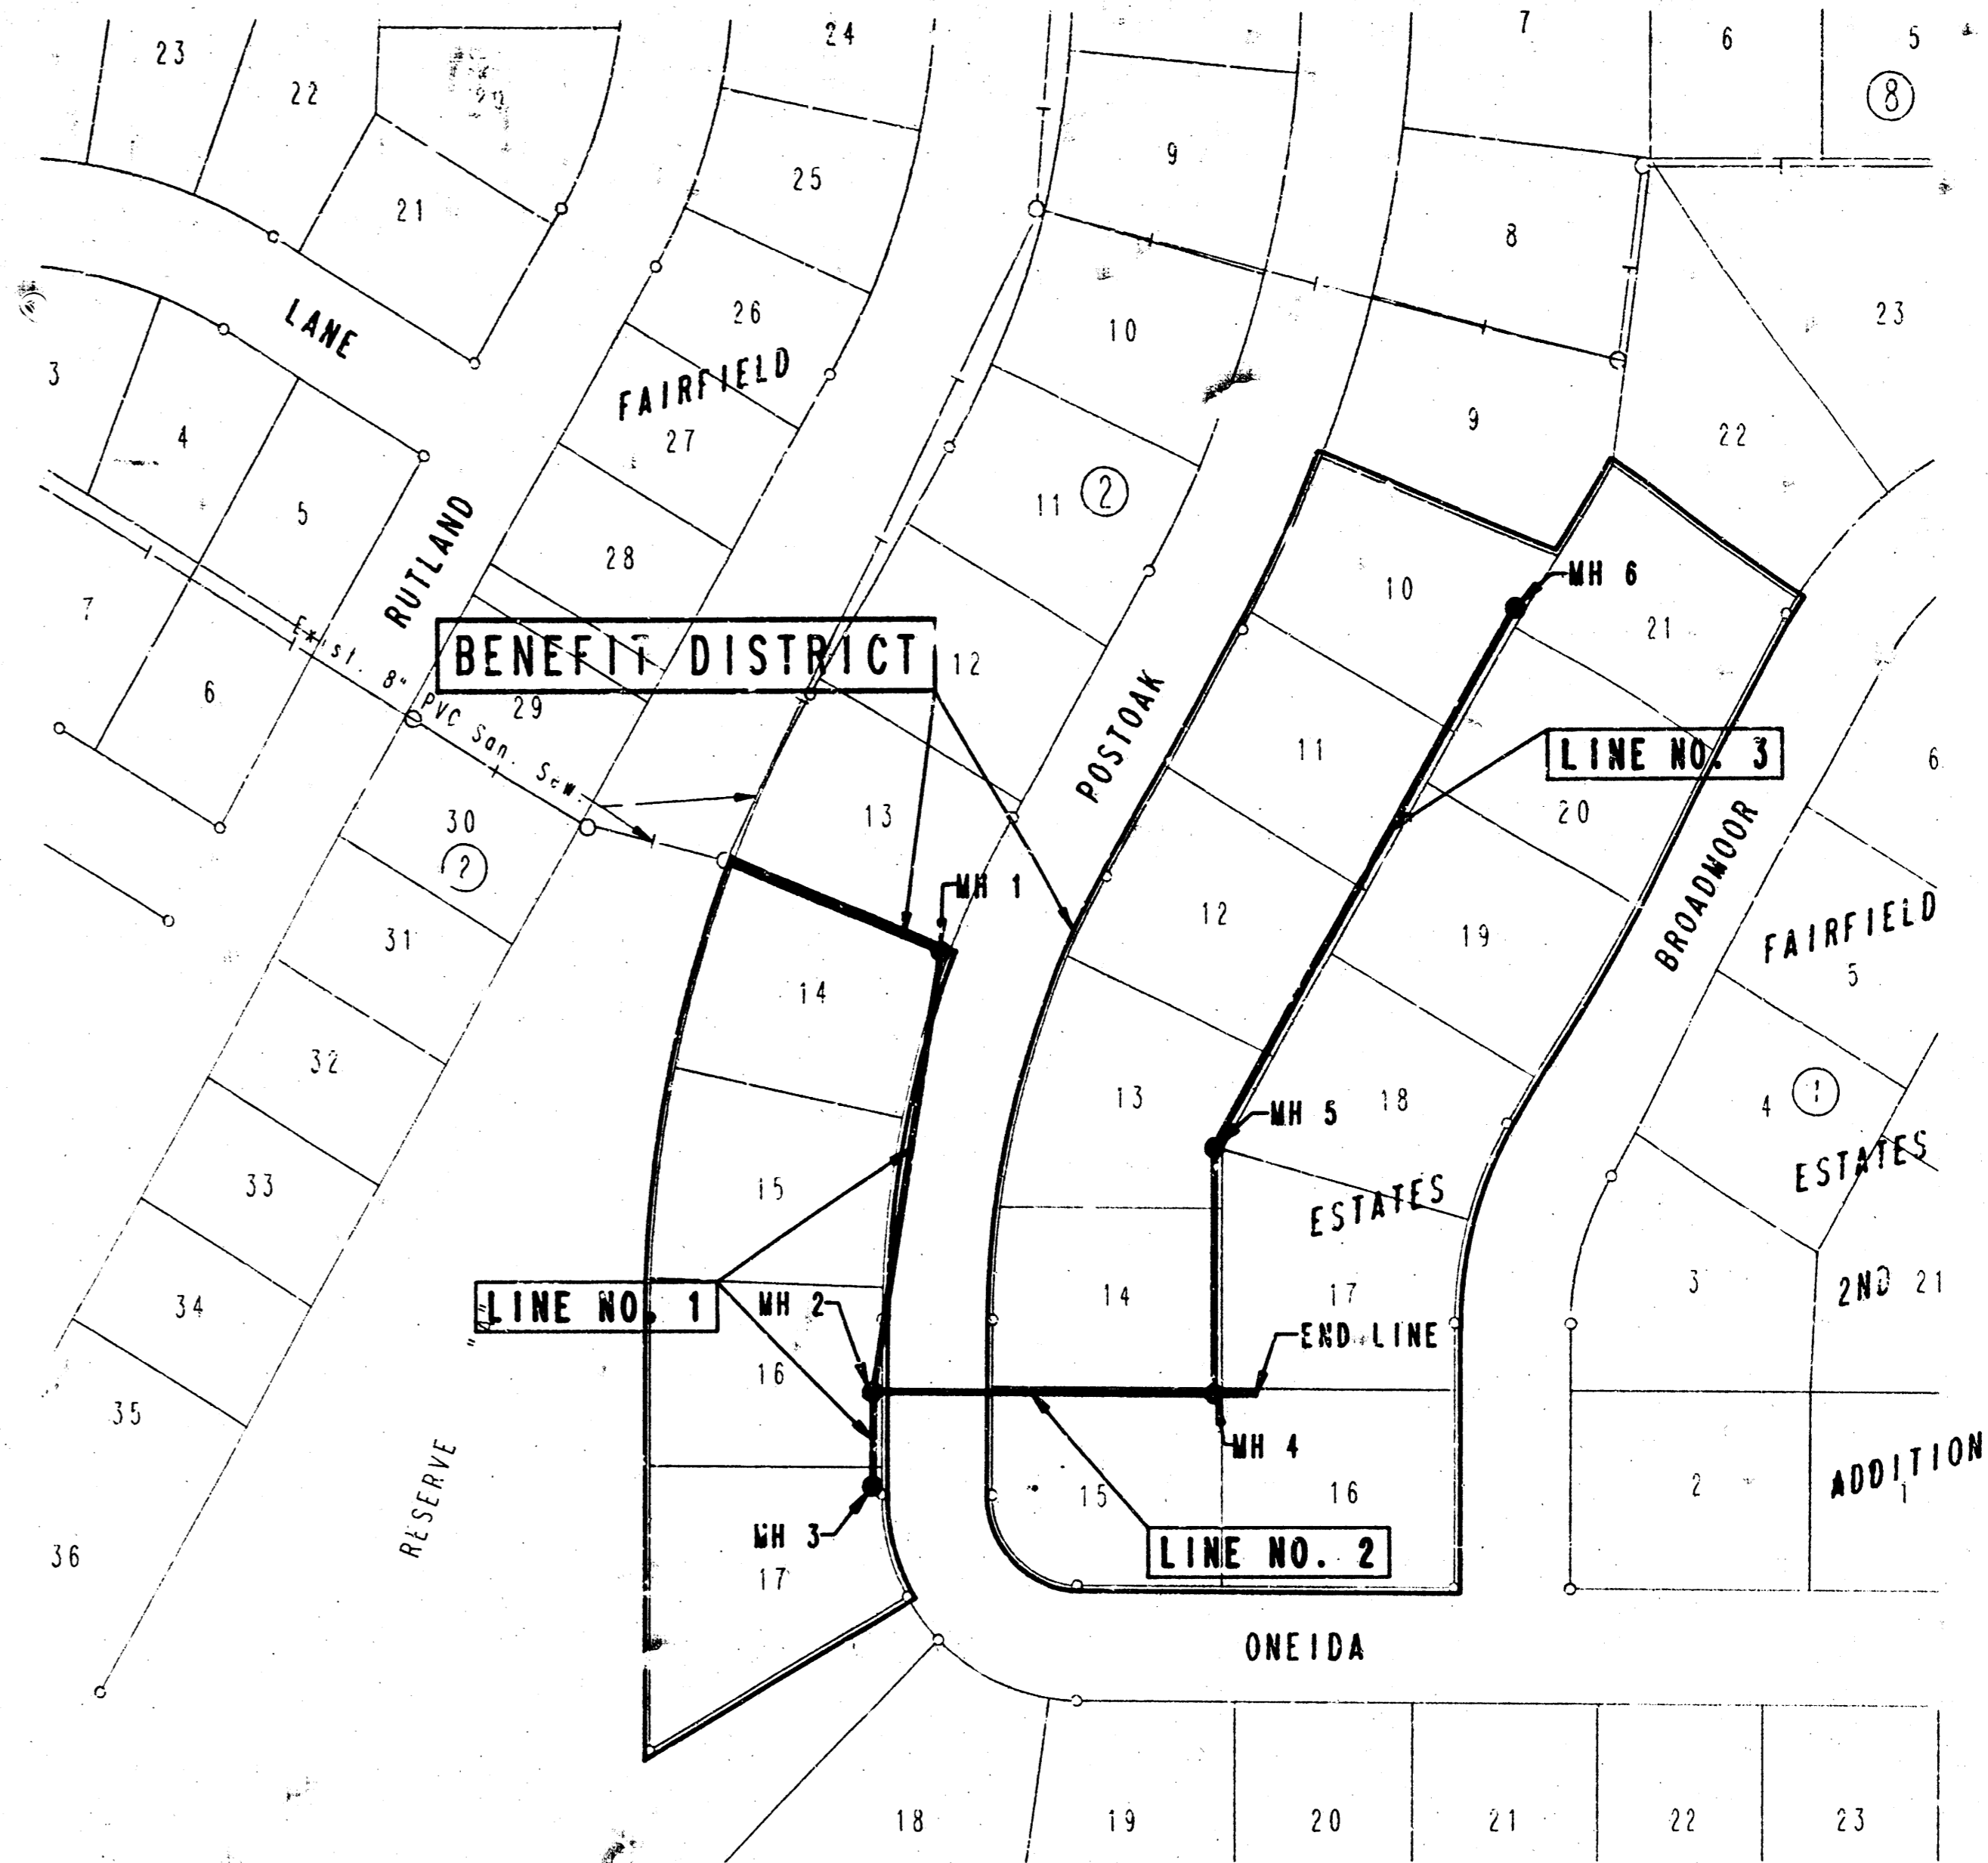 23
24
7
6
5
22
8
25
9
21
8
26
23
LANE
10
3
FAIRFIELD
9
4
27
22
11
2
5
RUTLAND
28
10
MH 6
7
21
Exist. 8" PVC San. Sew.
BENEFIT DISTRICT
12
6
29
POSTOAK
11
LINE NO. 3
6
13
20
30
2
BROADMOOR
MH 1
12
31
19
FAIRFIELD
5
14
32
13
18
4
1
MH 5
ESTATES
15
33
ESTATES
34
LINE NO. 1
MH 2
14
17
3
2ND
21
END LINE
16
35
MH 4
RESERVE
15
16
2
ADDITION
1
MH 3
36
17
LINE NO. 2
ONEIDA
18
19
20
21
22
23